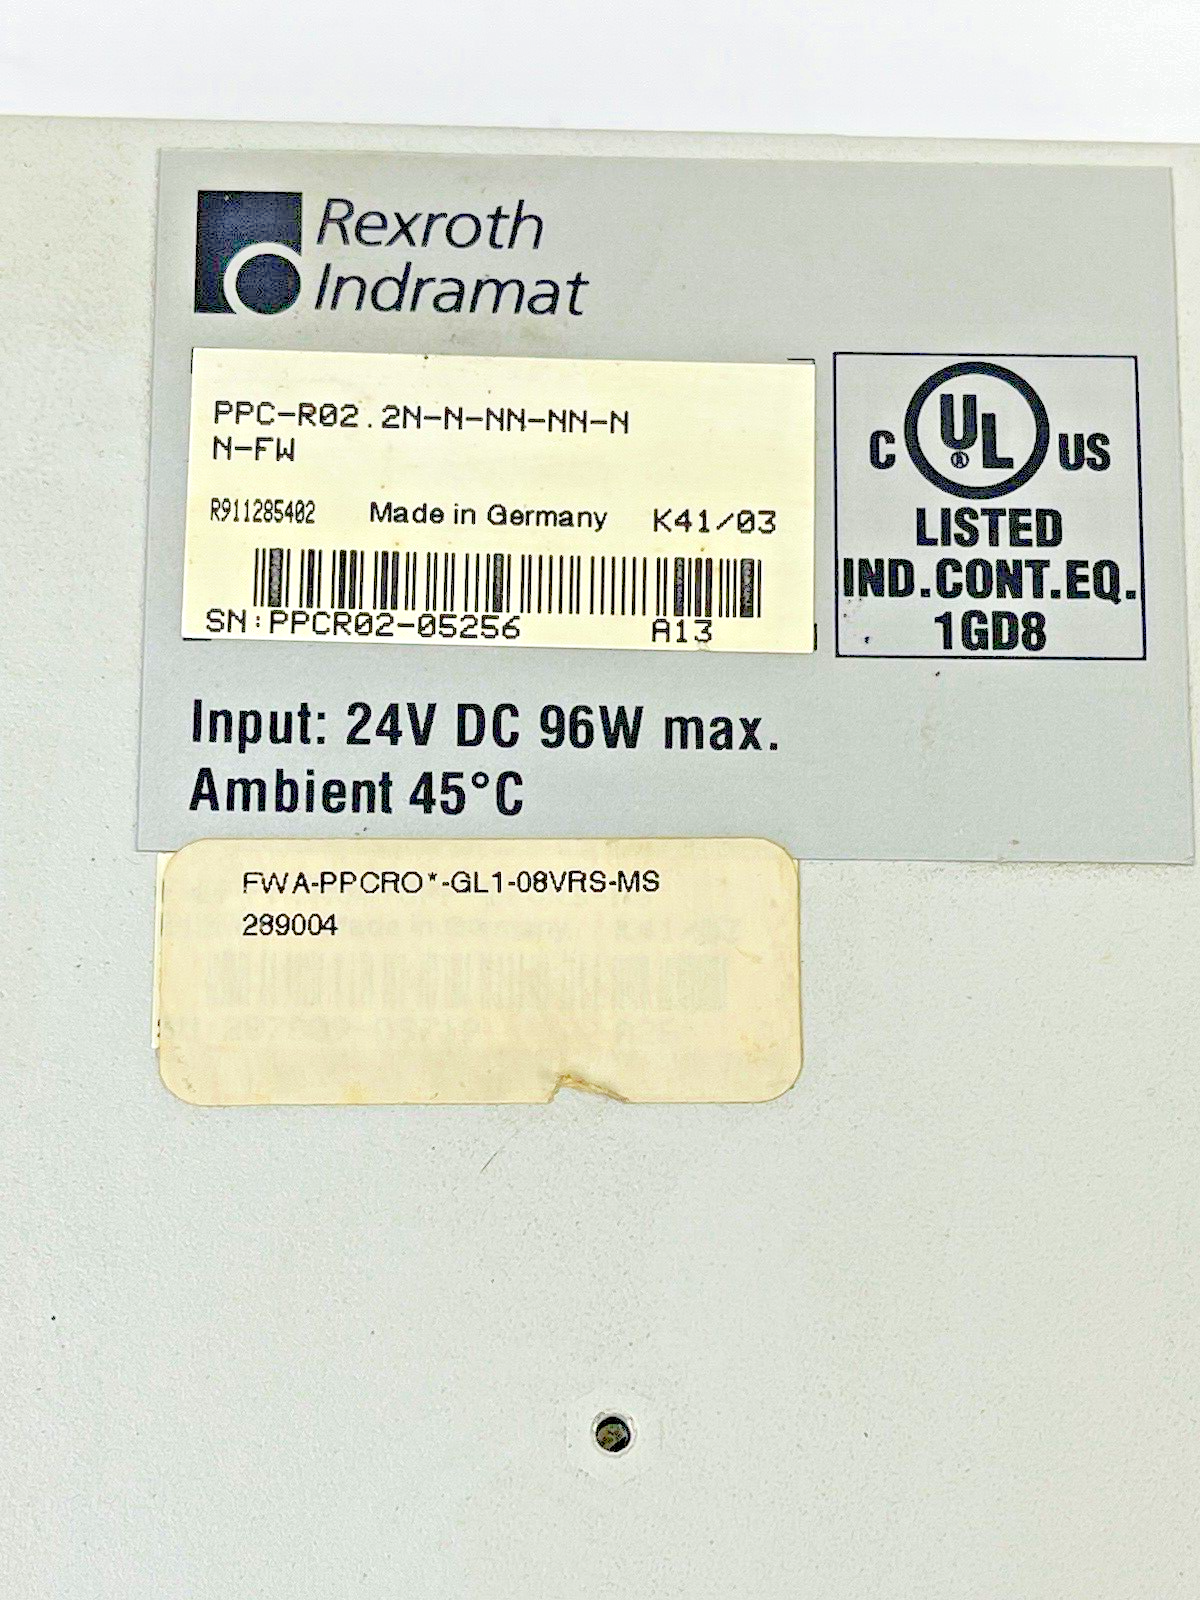 Rexroth
Indramat
PPC-R02.2N-N-NN-NN-N
N-FW
R911285402 Made in Germany K41/03
SN:PPCR02-05256 A13
C UL ® US
LISTED
IND.CONT.EQ.
1GD8
Input: 24V DC 96W max.
Ambient 45°C
FWA-PPCRO*-GL1-08VRS-MS
289004